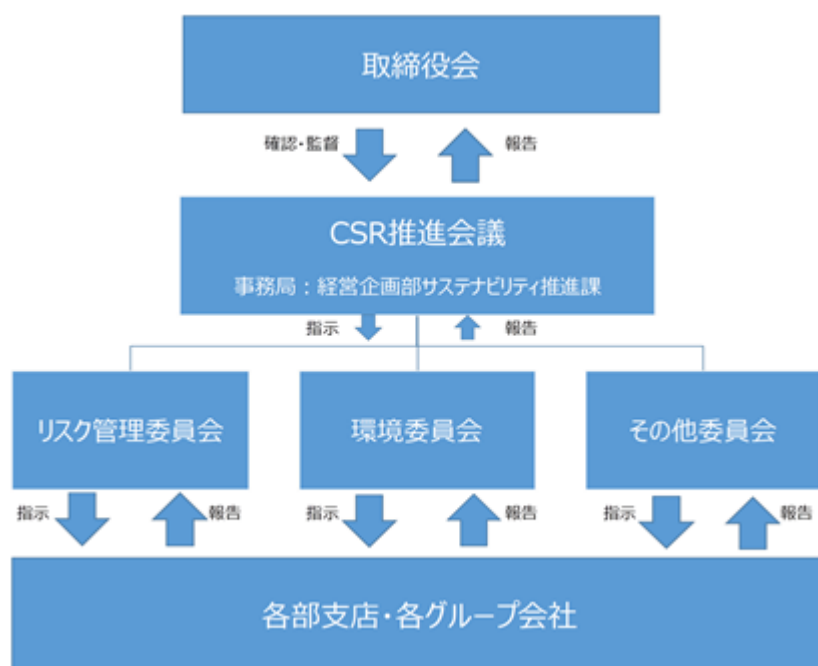 取締役会
確認・監督
報告
CSR推進会議
事務局：経営企画部サステナビリティ推進課
指示
報告
リスク管理委員会
環境委員会
その他委員会
指示
報告
指示
報告
指示
報告
各部支店・各グループ会社